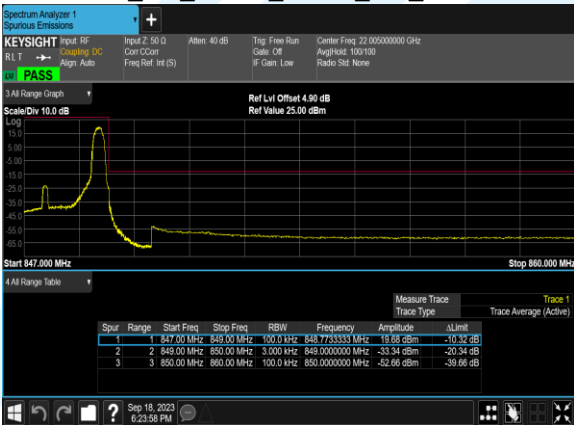 Spectrum Analyzer 1
Spurious Emissions
+
KEYSIGHT Input: RF Input Z: 50 Ω Atten: 40 dB Trig: Free Run Center Freq: 22.005000000 GHz
RLT Coupling: DC Corr CCorr Gate: Off Avg|Hold: 100/100
Align: Auto Freq Ref: Int (S) IF Gain: Low Radio Std: None
LW PASS
3 All Range Graph
Ref Lvl Offset 4.90 dB
Scale/Div 10.0 dB Ref Value 25.00 dBm
Log
15.0
5.00
-5.00
-15.0
-25.0
-35.0
-45.0
-55.0
-65.0
Start 847.000 MHz Stop 860.000 MHz
4 All Range Table
Measure Trace Trace 1
Trace Type Trace Average (Active)
Spur Range Start Freq Stop Freq RBW Frequency Amplitude ΔLimit
1 1 847.00 MHz 849.00 MHz 100.0 kHz 848.7733333 MHz 19.68 dBm -10.32 dB
2 2 849.00 MHz 850.00 MHz 3.000 kHz 849.0000000 MHz -33.34 dBm -20.34 dB
3 3 850.00 MHz 860.00 MHz 100.0 kHz 850.0000000 MHz -52.66 dBm -39.66 dB
? Sep 18, 2023
6:23:58 PM